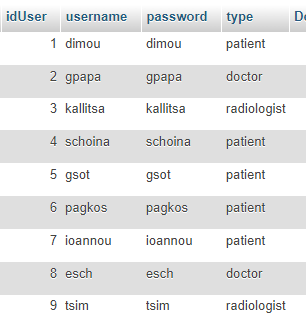 idUser username password type
1 dimou dimou patient
2 gpapa gpapa doctor
3 kallitsa kallitsa radiologist
4 schoina schoina patient
5 gsot gsot patient
6 pagkos pagkos patient
7 ioannou ioannou patient
8 esch esch doctor
9 tsim tsim radiologist